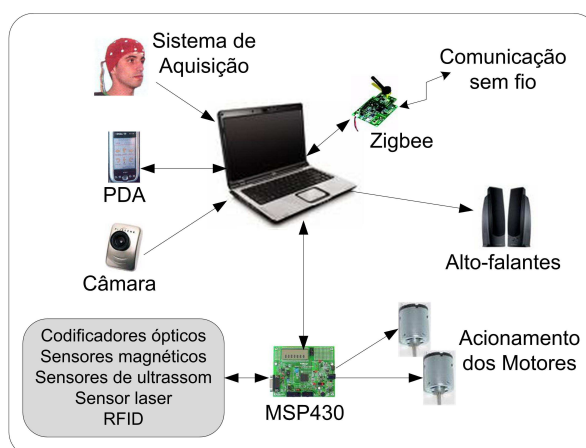 Sistema de
Aquisição
Comunicação
sem fio
Zigbee
PDA
Câmara
Alto-falantes
Codificadores ópticos
Sensores magnéticos
Sensores de ultrassom
Sensor laser
RFID
MSP430
Acionamento
dos Motores